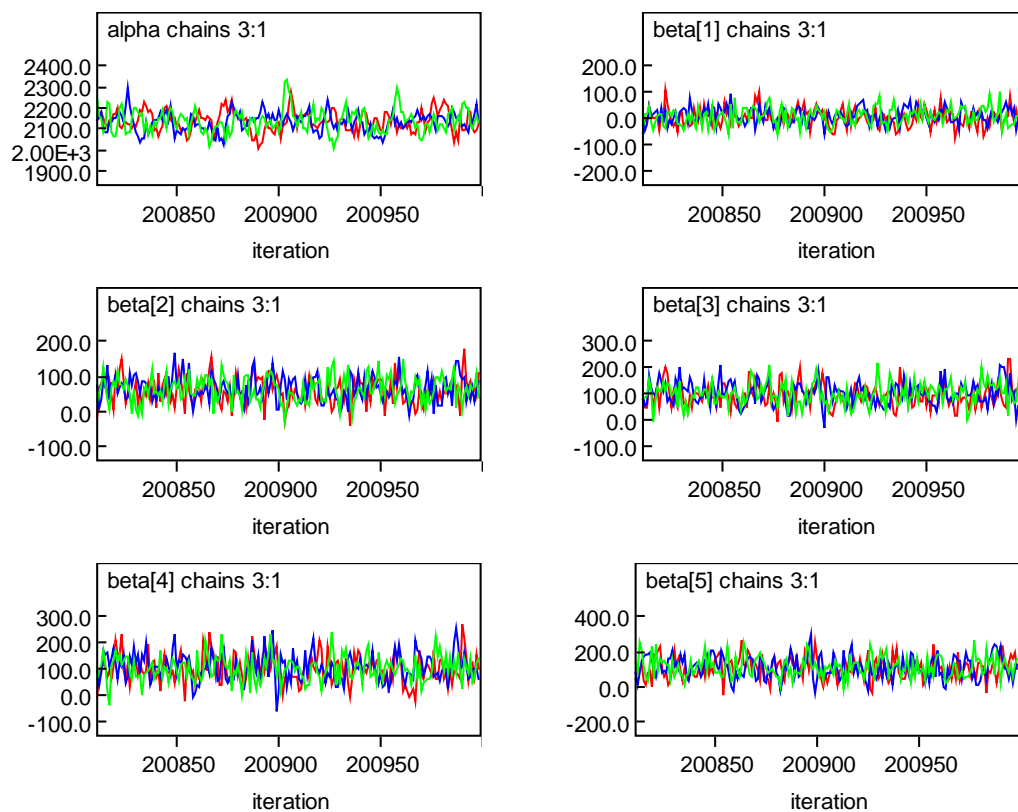 alpha chains 3:1
2400.0
2300.0
2200.0
2100.0
2.00E+3
1900.0
200850 200900 200950
iteration
beta[1] chains 3:1
200.0
100.0
0.0
-100.0
-200.0
200850 200900 200950
iteration
beta[2] chains 3:1
200.0
100.0
0.0
-100.0
200850 200900 200950
iteration
beta[3] chains 3:1
300.0
200.0
100.0
0.0
-100.0
200850 200900 200950
iteration
beta[4] chains 3:1
300.0
200.0
100.0
0.0
-100.0
200850 200900 200950
iteration
beta[5] chains 3:1
400.0
200.0
0.0
-200.0
200850 200900 200950
iteration